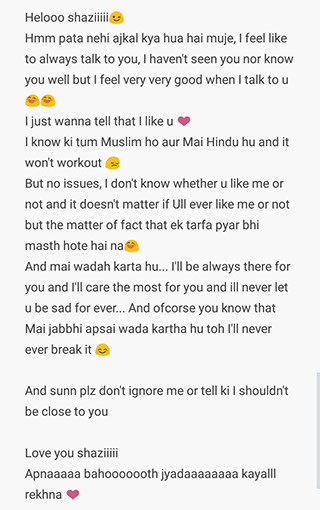 Helooo shaziiiii😉
Hmm pata nehi ajkal kya hua hai muje, I feel like
to always talk to you, I haven't seen you nor know
you well but I feel very very good when I talk to u
😊😊
I just wanna tell that I like u ❤
I know ki tum Muslim ho aur Mai Hindu hu and it
won't workout 😣
But no issues, I don't know whether u like me or
not and it doesn't matter if Ull ever like me or not
but the matter of fact that ek tarfa pyar bhi
masth hote hai na😊
And mai wadah karta hu... I'll be always there for
you and I'll care the most for you and ill never let
u be sad for ever... And ofcorse you know that
Mai jabbhi apsai wada kartha hu toh I'll never
ever break it 😊
And sunn plz don't ignore me or tell ki I shouldn't
be close to you
Love you shaziiiii
Apnaaaaa bahooooooth jyadaaaaaaaa kayalll
rekhna ❤